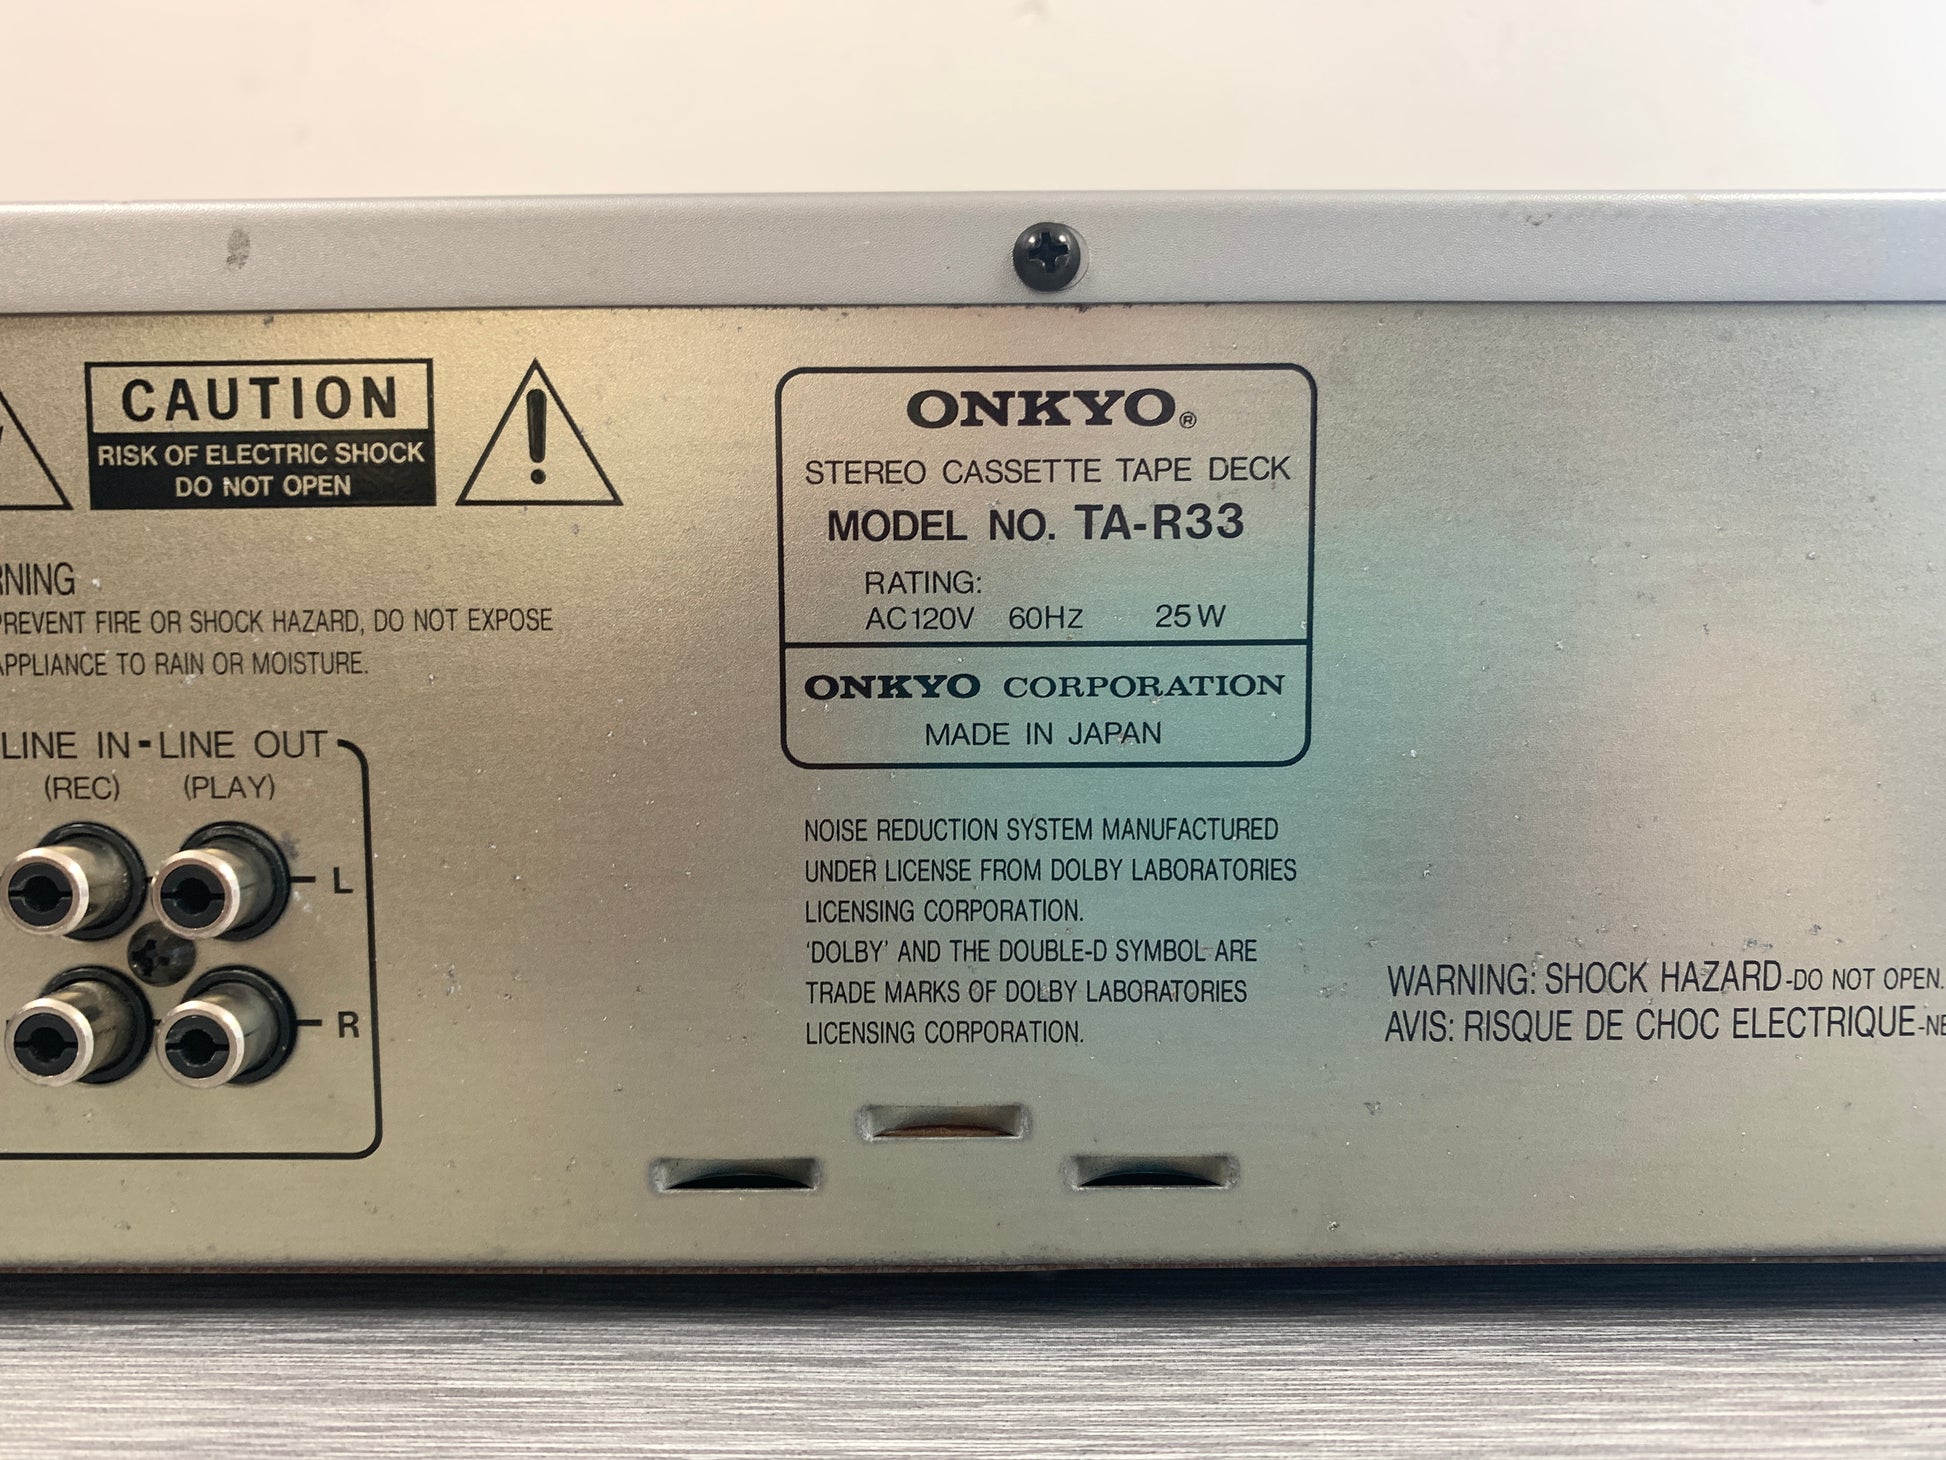 CAUTION
RISK OF ELECTRIC SHOCK
DO NOT OPEN
ONKYO®
STEREO CASSETTE TAPE DECK
MODEL NO. TA-R33
RATING:
AC120V 60Hz 25W
ONKYO CORPORATION
MADE IN JAPAN
RNING
PREVENT FIRE OR SHOCK HAZARD, DO NOT EXPOSE
APPLIANCE TO RAIN OR MOISTURE.
LINE IN-LINE OUT
(REC) (PLAY)
L
R
NOISE REDUCTION SYSTEM MANUFACTURED
UNDER LICENSE FROM DOLBY LABORATORIES
LICENSING CORPORATION.
'DOLBY' AND THE DOUBLE-D SYMBOL ARE
TRADE MARKS OF DOLBY LABORATORIES
LICENSING CORPORATION.
WARNING: SHOCK HAZARD-DO NOT OPEN.
AVIS: RISQUE DE CHOC ELECTRIQUE-NE